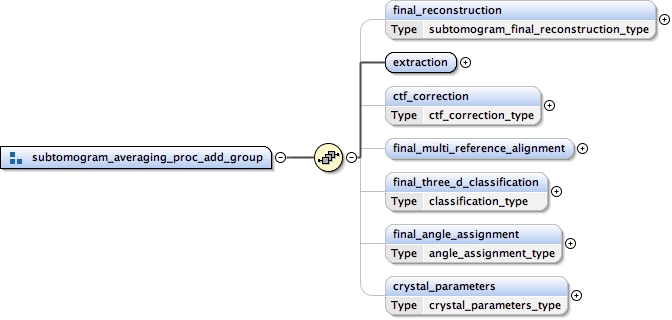 final_reconstruction
Type subtomogram_final_reconstruction_type
extraction
ctf_correction
Type ctf_correction_type
subtomogram_averaging_proc_add_group
final_multi_reference_alignment
final_three_d_classification
Type classification_type
final_angle_assignment
Type angle_assignment_type
crystal_parameters
Type crystal_parameters_type